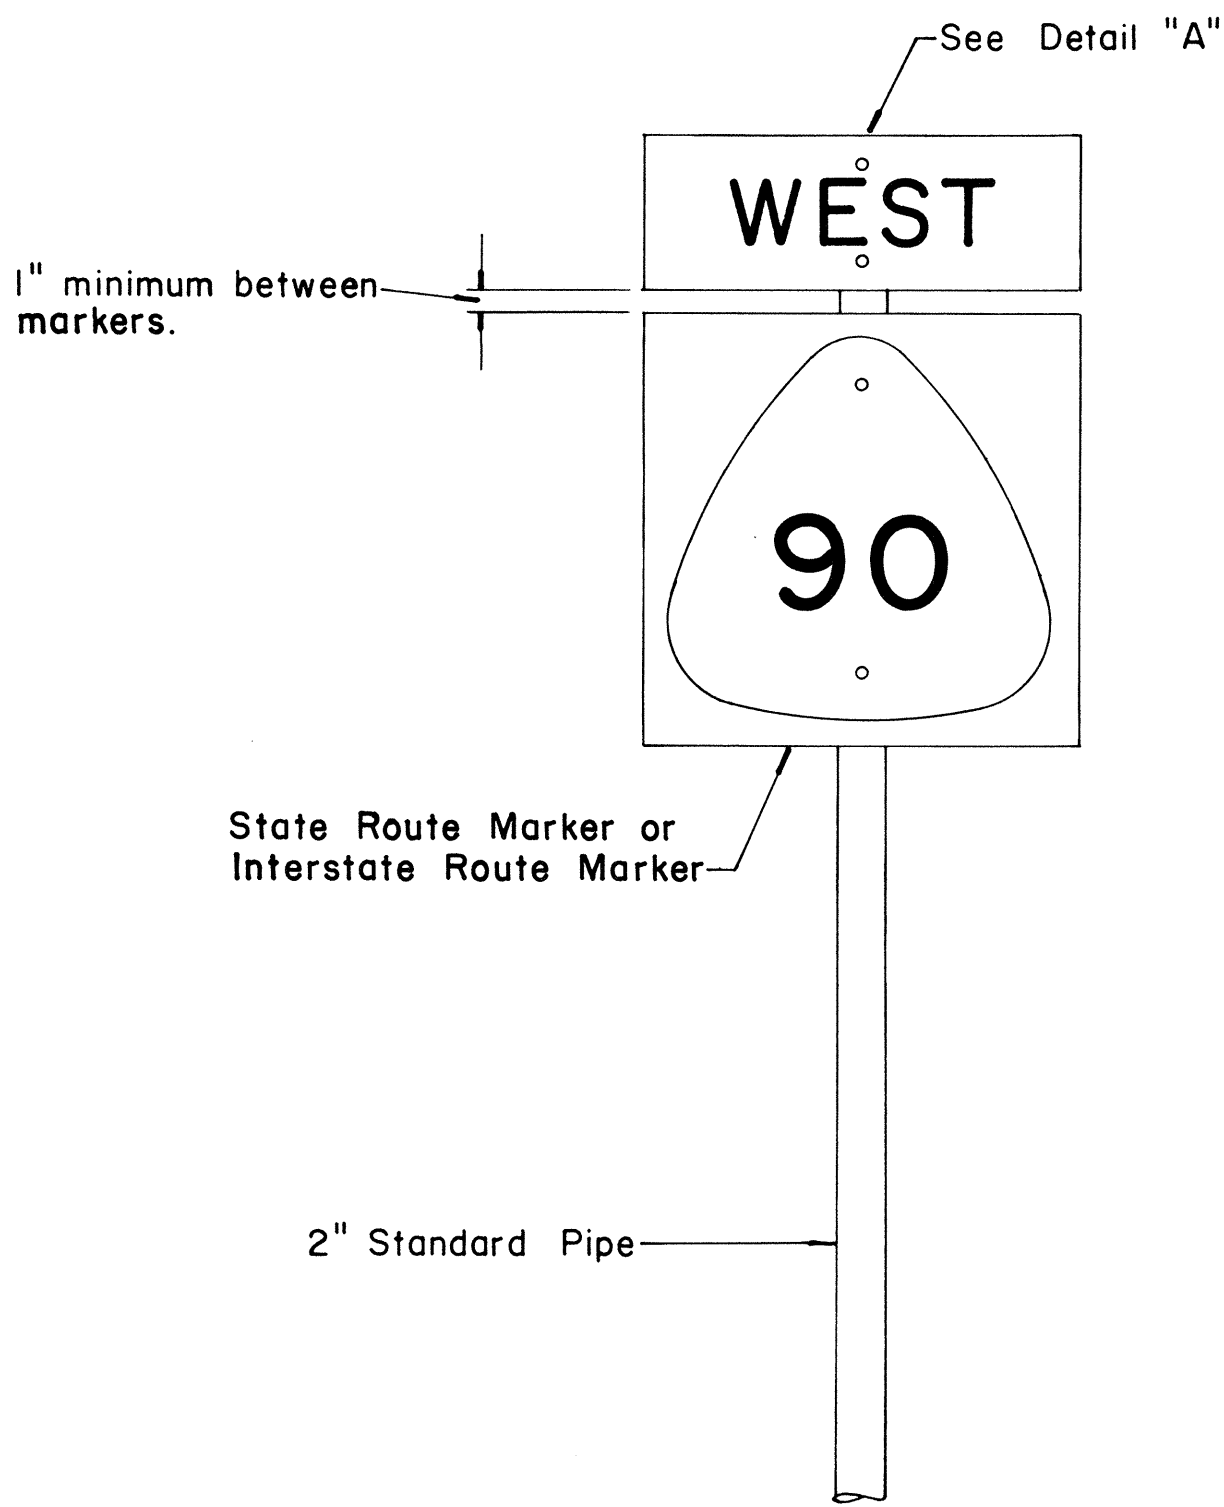 See Detail "A"
WEST
1" minimum between
markers.
90
State Route Marker or
Interstate Route Marker
2" Standard Pipe